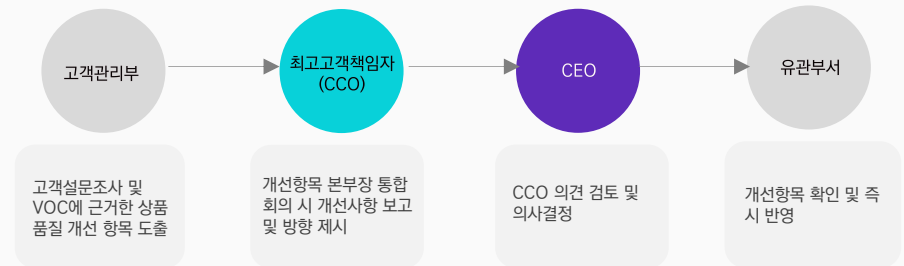 고객관리부
최고고객책임자
(CCO)
CEO
유관부서
고객설문조사 및
VOC에 근거한 상품
품질 개선 항목 도출
개선항목 본부장 통합
회의 시 개선사항 보고
및 방향 제시
CCO 의견 검토 및
의사결정
개선항목 확인 및 즉
시 반영